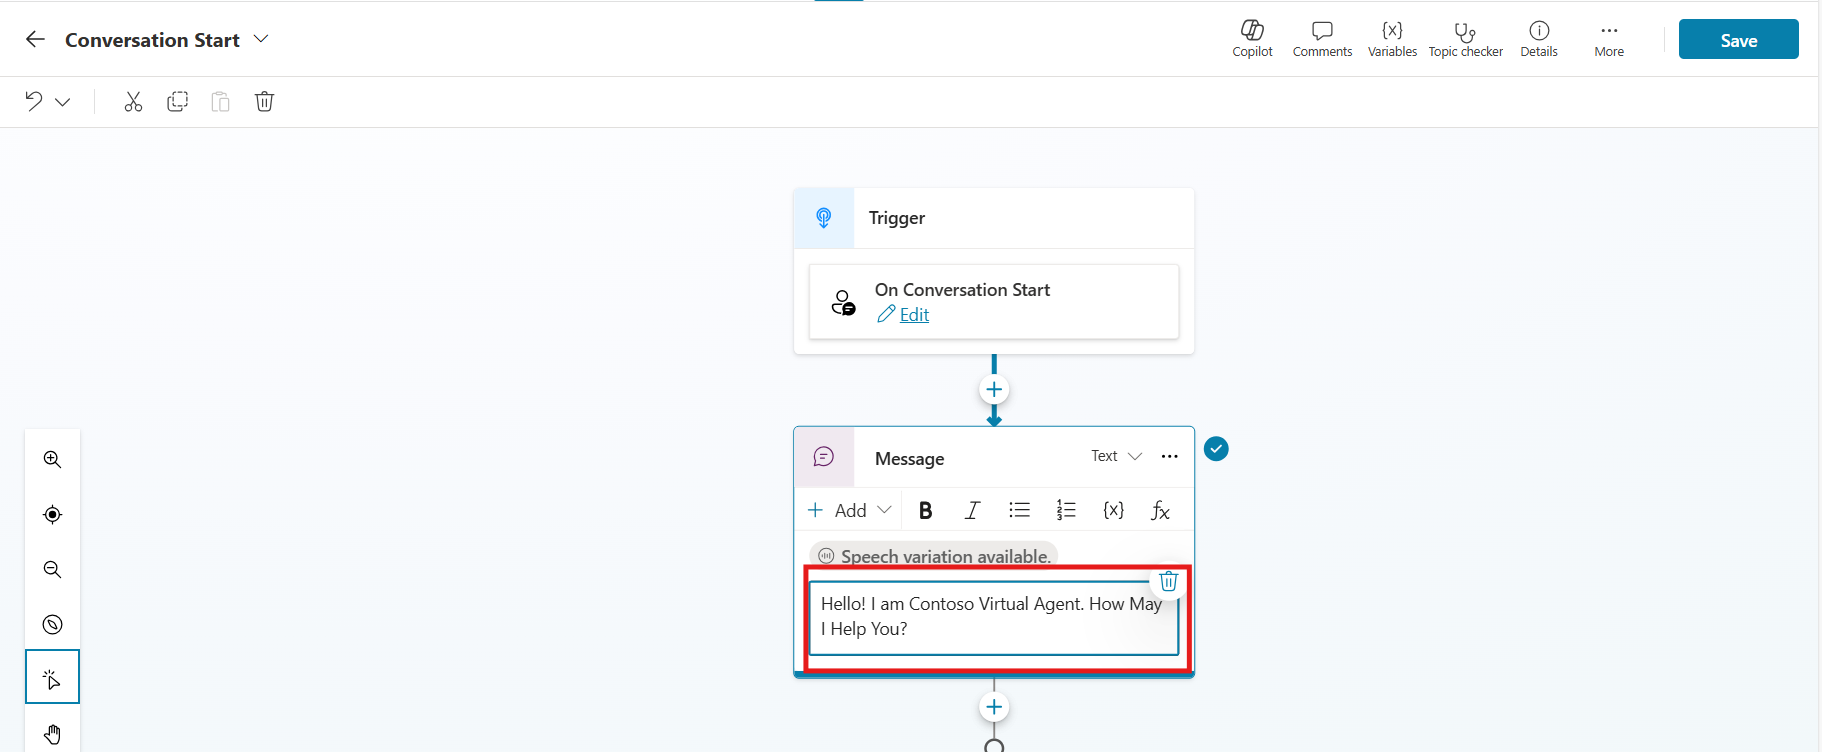 Conversation Start
Copilot
Comments
Variables
Topic checker
Details
More
Save
Trigger
On Conversation Start
Edit
Message
Text
Add
B
I
{x}
fx
Speech variation available.
Hello! I am Contoso Virtual Agent. How May
I Help You?